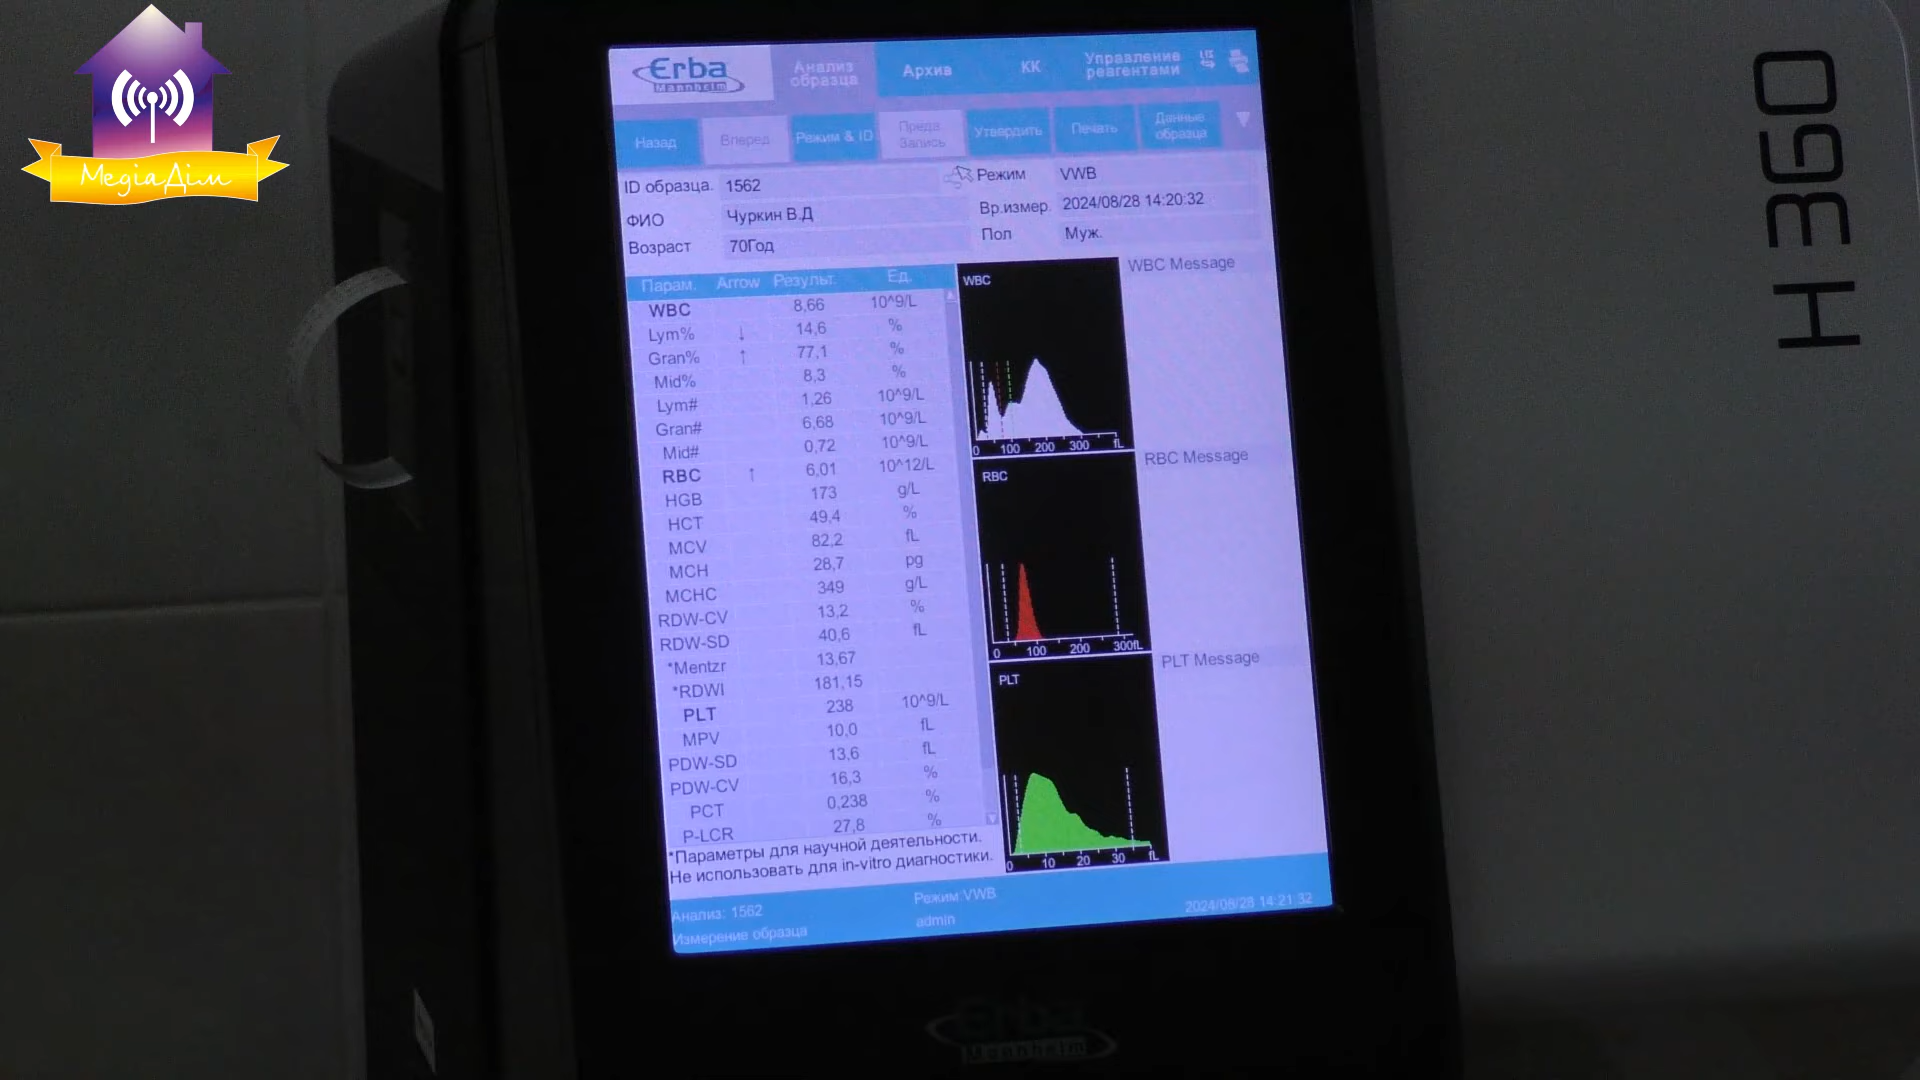 МедіаДім
Erba
Mannheim
Анализ образца
Архив
КК
Управление реагентами
Назад
Вперед
Режим & ID
Предв. Запись
Утвердить
Печать
Данные образца
ID образца. 1562 Режим VWB
ФИО Чуркин В.Д Вр.измер. 2024/08/28 14:20:32
Возраст 70Год Пол Муж.
Парам. Arrow Результ. Ед.
WBC 8,66 10^9/L
Lym% ↓ 14,6 %
Gran% ↑ 77,1 %
Mid% 8,3 %
Lym# 1,26 10^9/L
Gran# 6,68 10^9/L
Mid# 0,72 10^9/L
RBC ↑ 6,01 10^12/L
HGB 173 g/L
HCT 49,4 %
MCV 82,2 fL
MCH 28,7 pg
MCHC 349 g/L
RDW-CV 13,2 %
RDW-SD 40,6 fL
*Mentzr 13,67
*RDWI 181,15
PLT 238 10^9/L
MPV 10,0 fL
PDW-SD 13,6 fL
PDW-CV 16,3 %
PCT 0,238 %
P-LCR 27,8 %
*Параметры для научной деятельности.
Не использовать для in-vitro диагностики.
WBC
0 100 200 300 fL
WBC Message
RBC
0 100 200 300fL
RBC Message
PLT
0 10 20 30 fL
PLT Message
Анализ: 1562 Режим:VWB
Измерение образца admin 2024/08/28 14:21:32
Erba
Mannheim
H 360